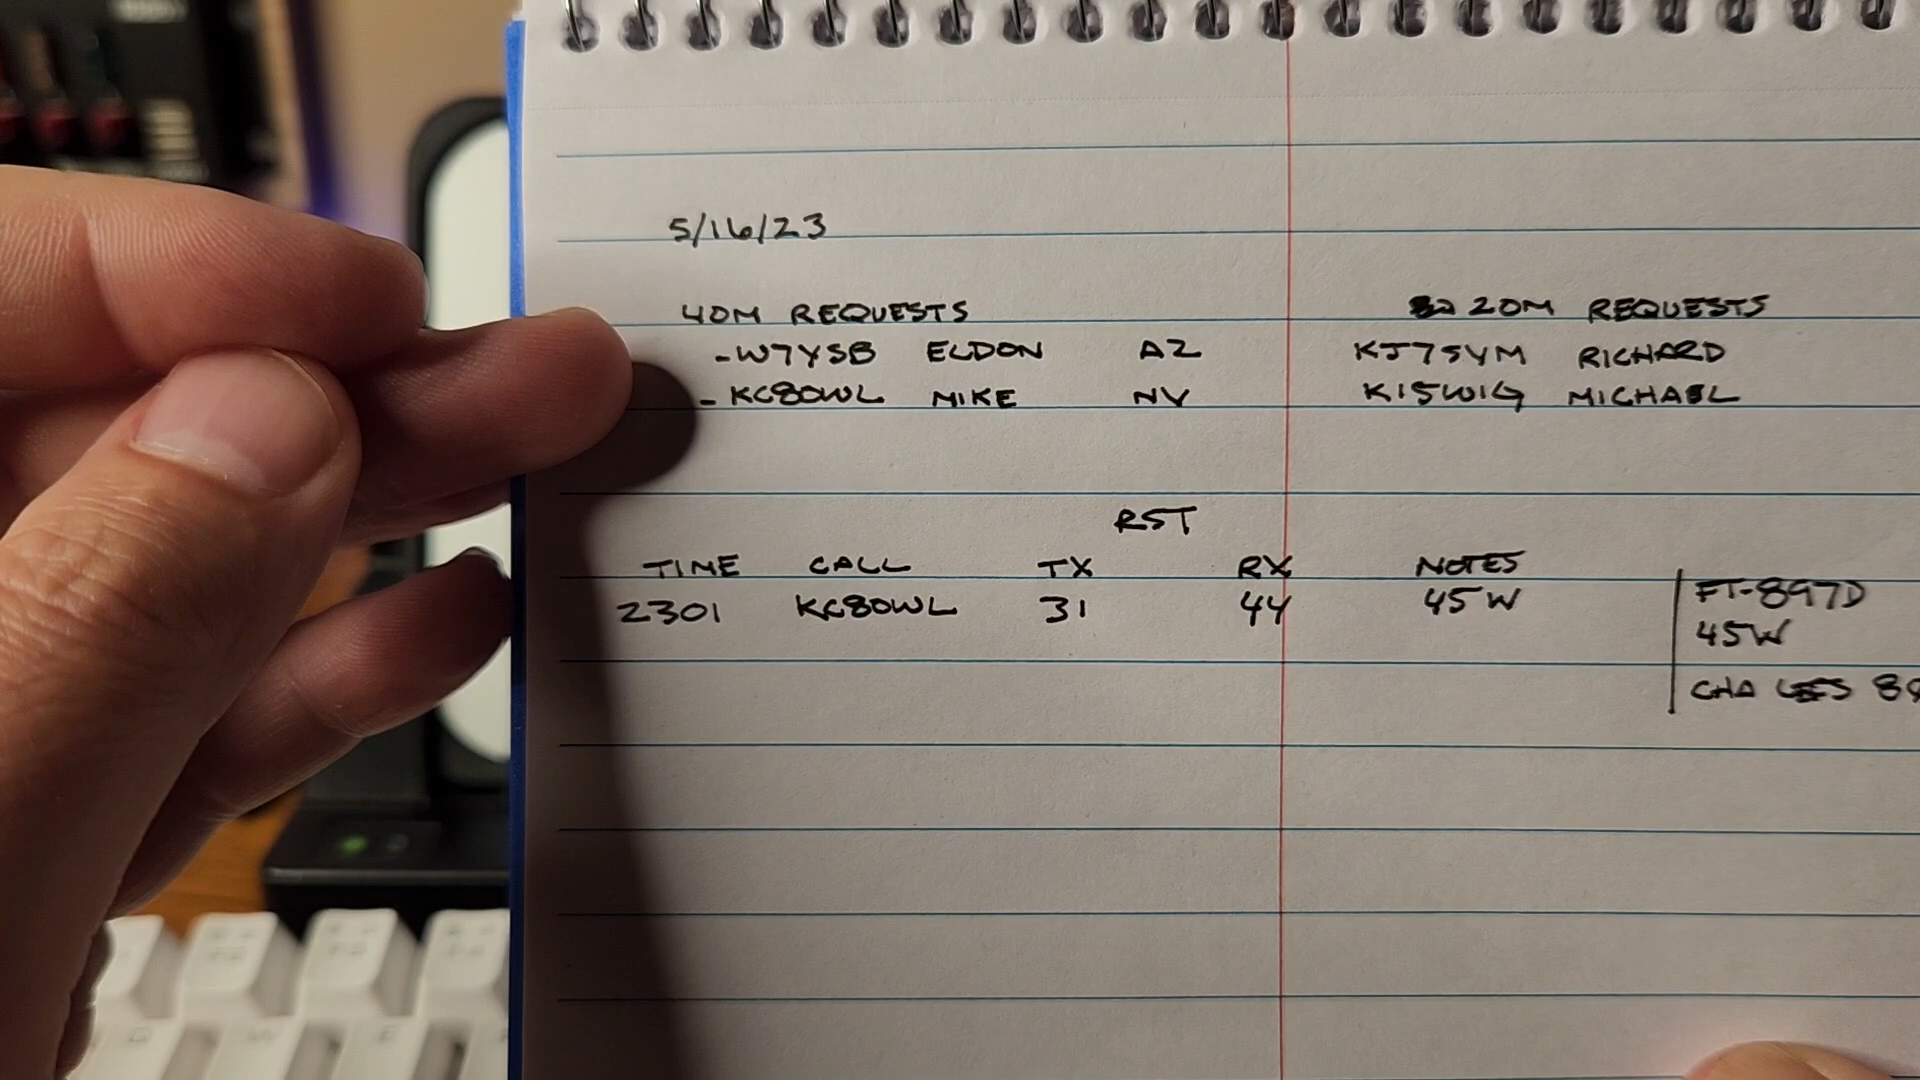 5/16/23
40M REQUESTS
-W7YSB ELDON AZ
-KC8OWL MIKE NV
20M REQUESTS
KJ7SYM RICHARD
KI5WIG MICHAEL
RST
TIME CALL TX RX NOTES
2301 KC8OWL 31 44 45W
FT-897D
45W
CHA